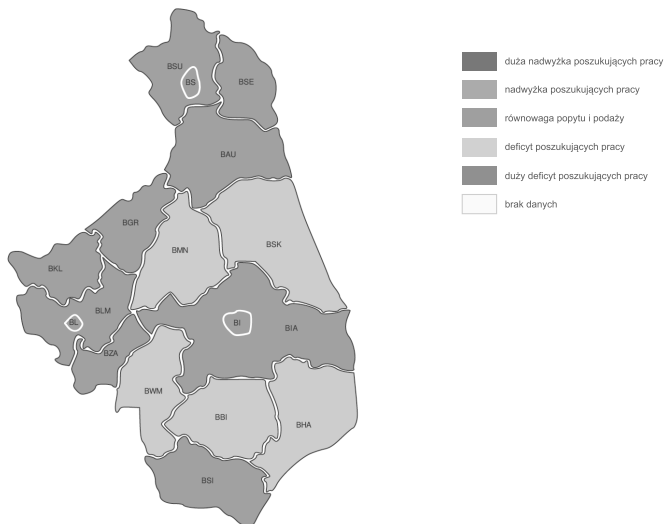 BSU
BS
BSE
BAU
BGR
BMN
BSK
BKL
BLM
BL
BZA
BI
BIA
BWM
BBI
BHA
BSI
duża nadwyżka poszukujących pracy
nadwyżka poszukujących pracy
równowaga popytu i podaży
deficyt poszukujących pracy
duży deficyt poszukujących pracy
brak danych